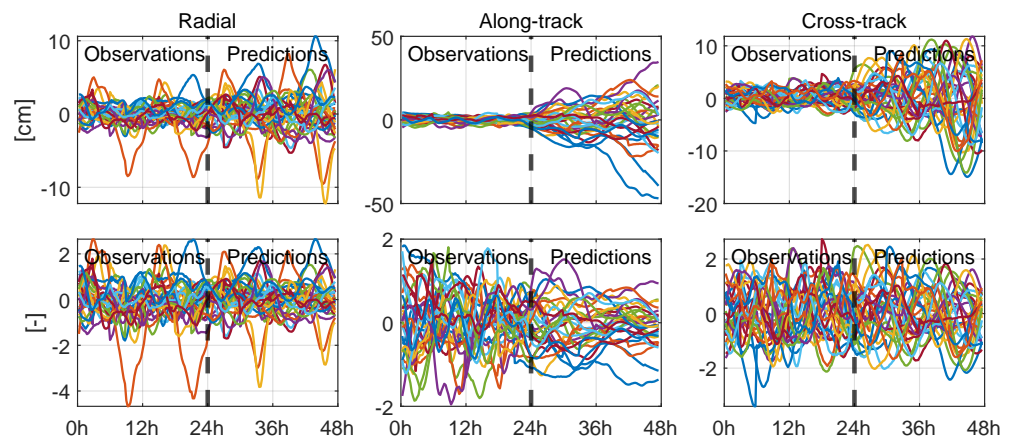 Radial Along-track Cross-track
10 Observations Predictions 50 Observations Predictions 10 Observations Predictions
[cm] 0 0 0
-10 -50 -10
-20
2 Observations Predictions 2 Observations Predictions 2 Observations Predictions
[-] 0 0 0
-2 -2 -2
-4
0h 12h 24h 36h 48h 0h 12h 24h 36h 48h 0h 12h 24h 36h 48h